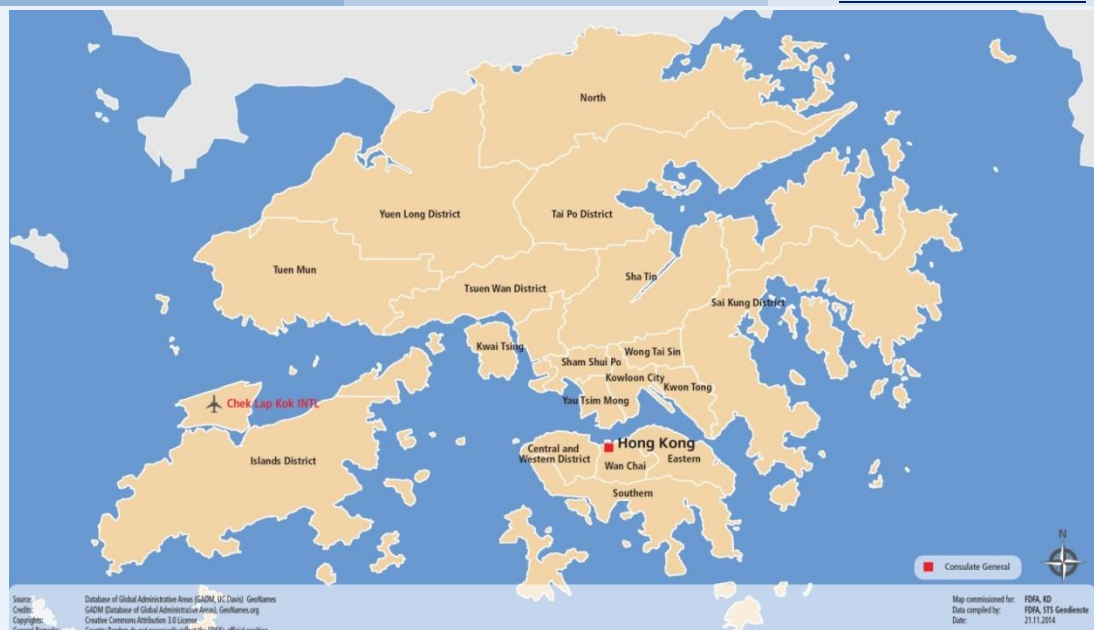 North
Yuen Long District
Tai Po District
Tuen Mun
Sha Tin
Tsuen Wan District
Sai Kung District
Kwai Tsing
Wong Tai Sin
Sham Shui Po
Kowloon City
Kwon Tong
Yau Tsim Mong
Chek Lap Kok INTL
Hong Kong
Central and
Western District
Eastern
Wan Chai
Islands District
Southern
N
Consulate General
Source: Database of Global Administrative Areas (GADM, UC Davis) GeoNames
Credits: GADM (Database of Global Administrative Areas), GeoNames.org
Copyrights: Creative Commons Attribution 3.0 License
Map commissioned for: FDFA, KD
Data compiled by: FDFA, STS Geodienste
Date: 21.11.2014